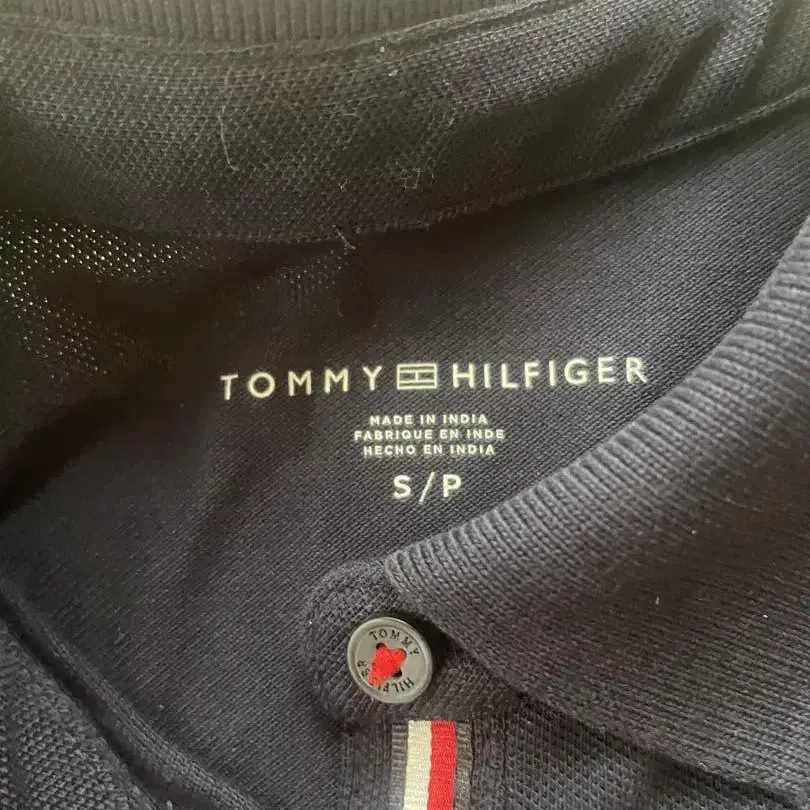 TOMMY HILFIGER
MADE IN INDIA
FABRIQUE EN INDE
HECHO EN INDIA
S/P
TOMMY
HILFIGER